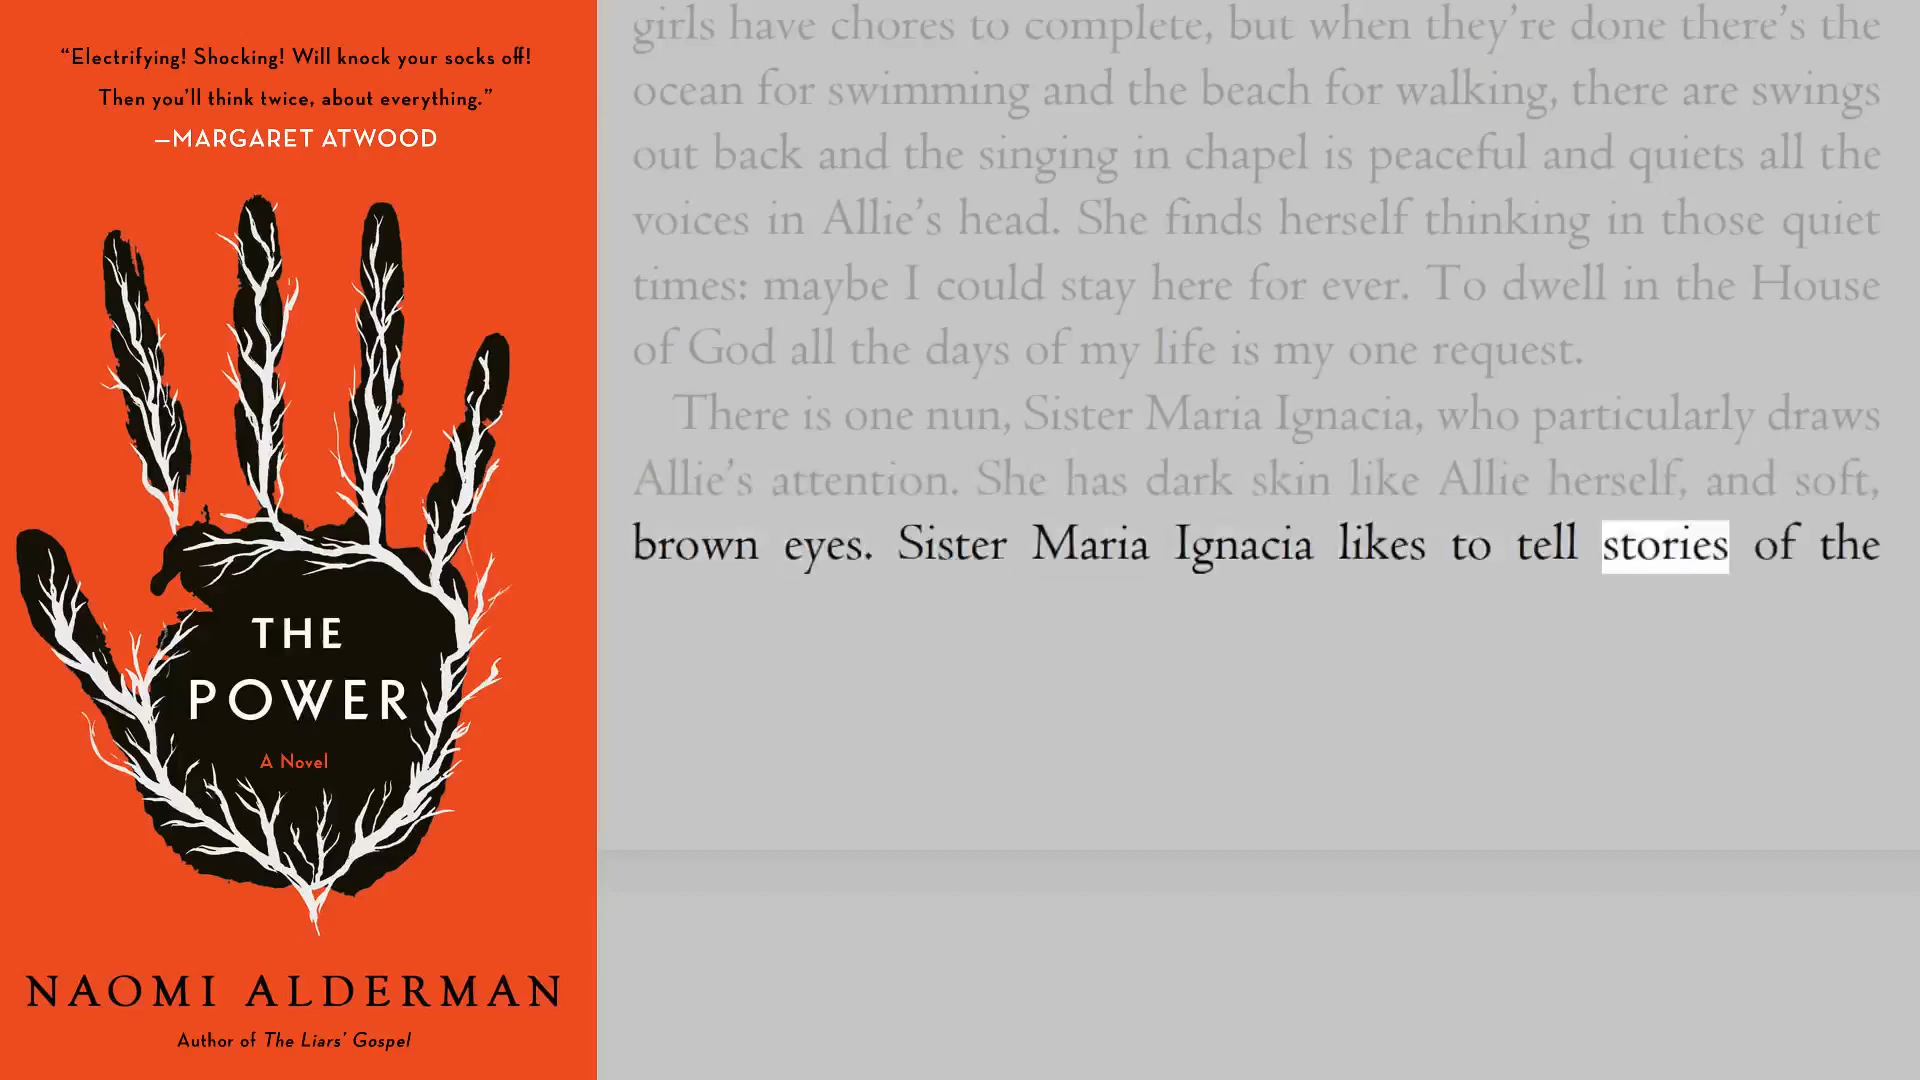 “Electrifying! Shocking! Will knock your socks off!
Then you’ll think twice, about everything.”
—MARGARET ATWOOD
THE
POWER
A Novel
NAOMI ALDERMAN
Author of The Liars’ Gospel
girls have chores to complete, but when they’re done there’s the
ocean for swimming and the beach for walking, there are swings
out back and the singing in chapel is peaceful and quiets all the
voices in Allie’s head. She finds herself thinking in those quiet
times: maybe I could stay here for ever. To dwell in the House
of God all the days of my life is my one request.
There is one nun, Sister Maria Ignacia, who particularly draws
Allie’s attention. She has dark skin like Allie herself, and soft,
brown eyes. Sister Maria Ignacia likes to tell stories of the